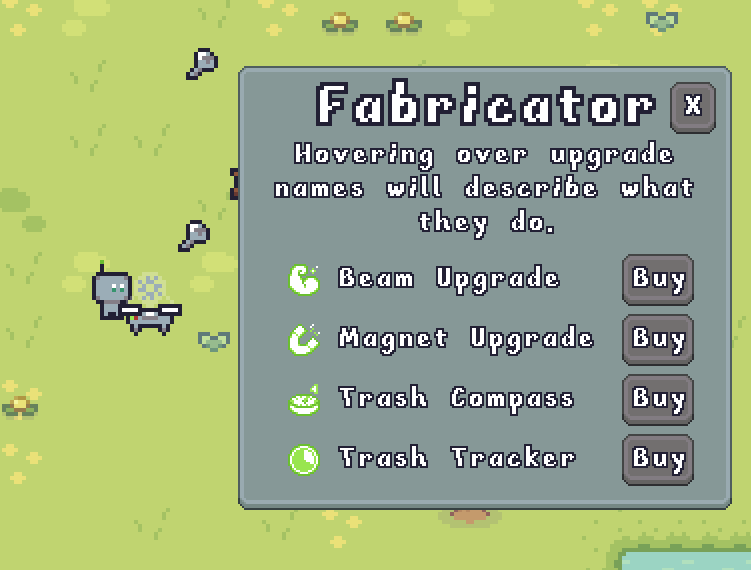 Fabricator
X
Hovering over upgrade
names will describe what
they do.
Beam Upgrade Buy
Magnet Upgrade Buy
Trash Compass Buy
Trash Tracker Buy